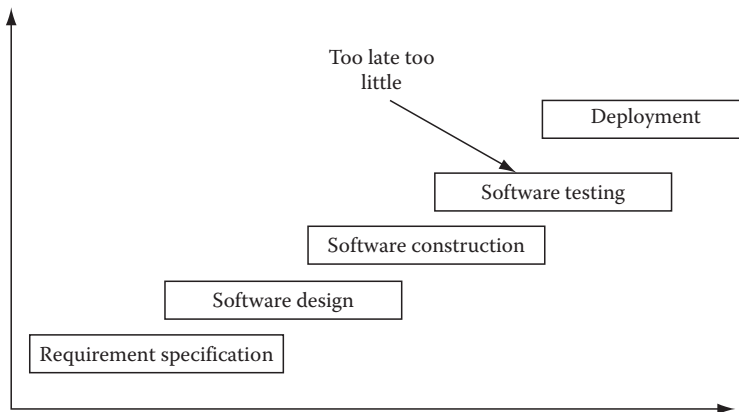 Too late too
little
Deployment
Software testing
Software construction
Software design
Requirement specification